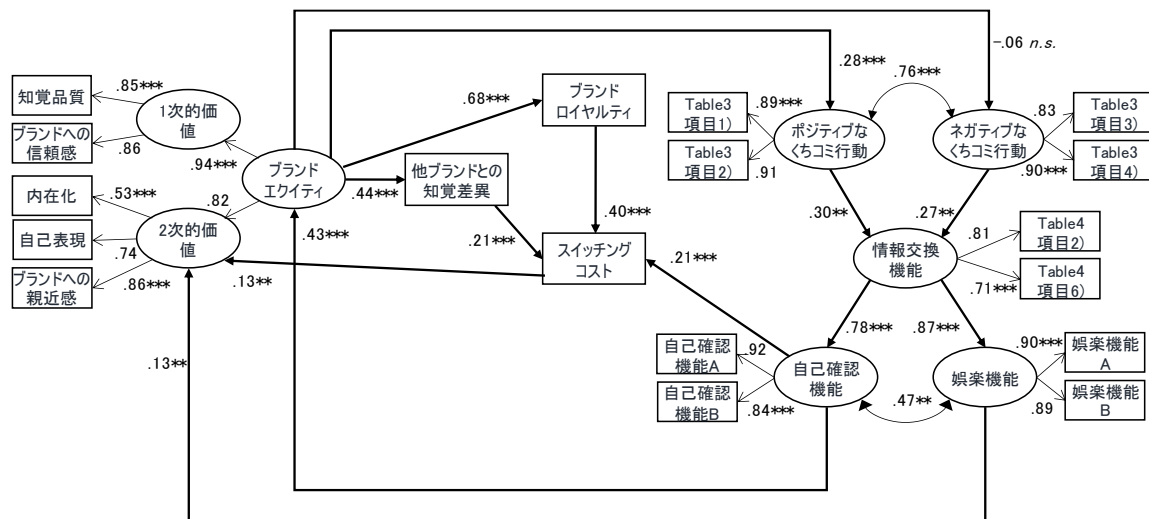 -.06 n.s.
.28**
.76***
知覚品質
.85***
1次的価
値
ブランドへの
信頼感
.86
.94***
.68***
ブランド
ロイヤルティ
Table3
項目1)
.89***
Table3
項目2)
.91
ポジティブな
くちコミ行動
ネガティブな
くちコミ行動
.83
Table3
項目3)
.90***
Table3
項目4)
ブランド
エクイティ
.44***
他ブランドとの
知覚差異
内在化
.53***
.82
自己表現
.74
2次的価
値
ブランドへの
親近感
.86***
.43***
.21***
.40***
スイッチング
コスト
.13**
.21***
.30**
.27**
情報交換
機能
.81
Table4
項目2)
.71***
Table4
項目6)
.78***
.87***
.13**
自己確認
機能A
.92
自己確認
機能B
.84***
自己確認
機能
.47**
娯楽機能
.90***
娯楽機能
A
.89
娯楽機能
B